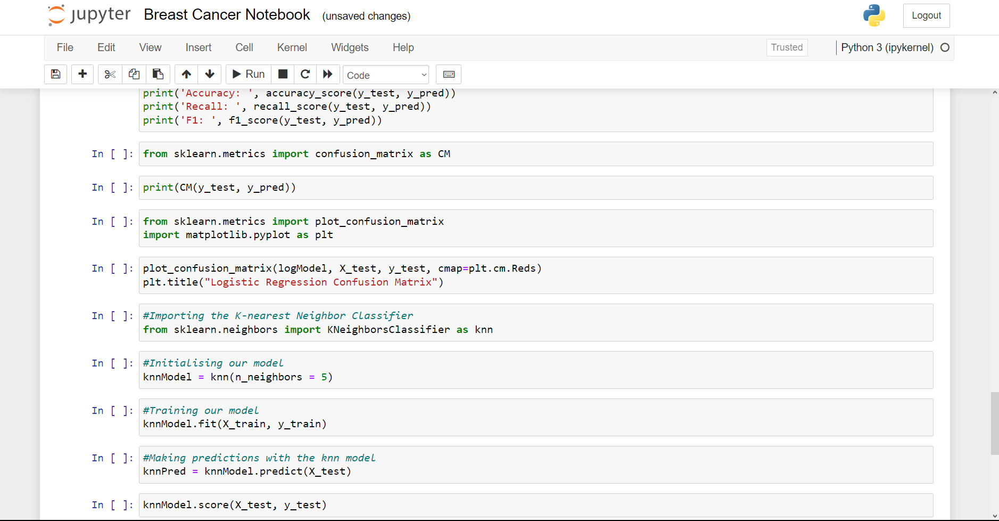 jupyter Breast Cancer Notebook (unsaved changes) Logout
File Edit View Insert Cell Kernel Widgets Help Trusted Python 3 (ipykernel)
Run Code
print('Accuracy: ', accuracy_score(y_test, y_pred))
print('Recall: ', recall_score(y_test, y_pred))
print('F1: ', f1_score(y_test, y_pred))
In [ ]: from sklearn.metrics import confusion_matrix as CM
In [ ]: print(CM(y_test, y_pred))
In [ ]: from sklearn.metrics import plot_confusion_matrix
import matplotlib.pyplot as plt
In [ ]: plot_confusion_matrix(logModel, X_test, y_test, cmap=plt.cm.Reds)
plt.title("Logistic Regression Confusion Matrix")
In [ ]: #Importing the K-nearest Neighbor Classifier
from sklearn.neighbors import KNeighborsClassifier as knn
In [ ]: #Initialising our model
knnModel = knn(n_neighbors = 5)
In [ ]: #Training our model
knnModel.fit(X_train, y_train)
In [ ]: #Making predictions with the knn model
knnPred = knnModel.predict(X_test)
In [ ]: knnModel.score(X_test, y_test)